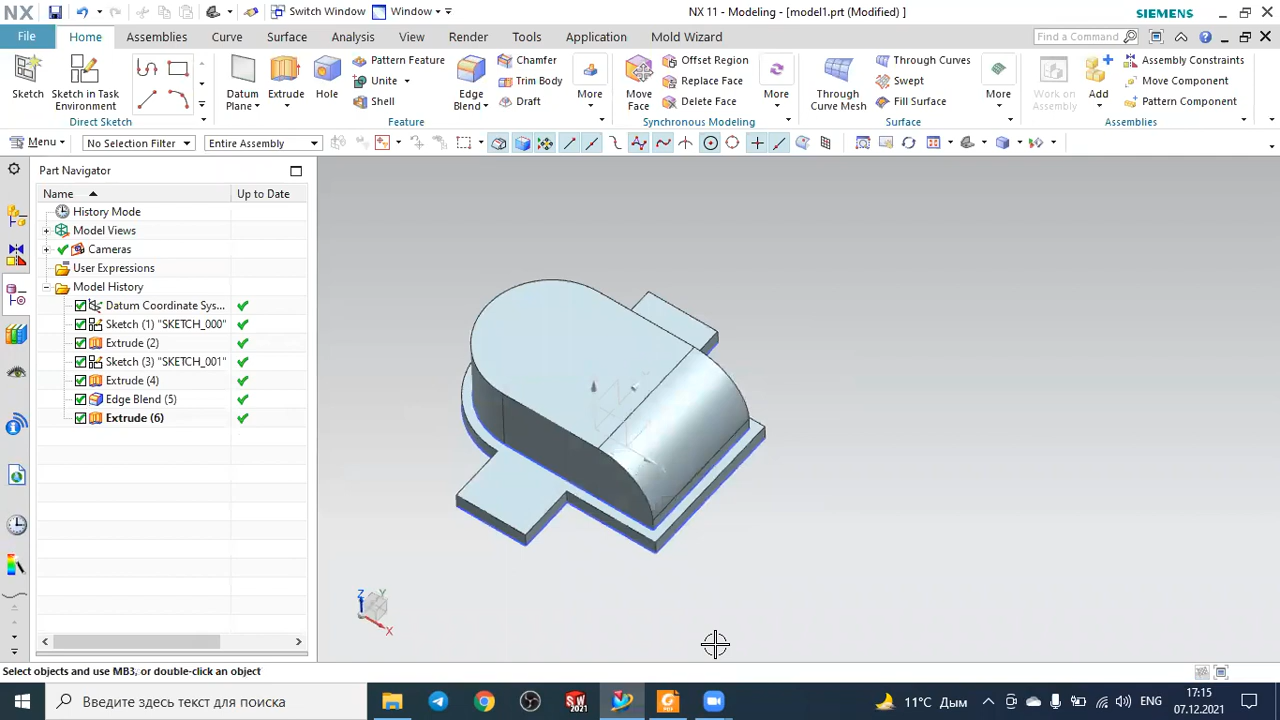 NX Switch Window Window NX 11 - Modeling - [model1.prt (Modified) ] SIEMENS
File Home Assemblies Curve Surface Analysis View Render Tools Application Mold Wizard Find a Command
Sketch
Sketch in Task Environment
Direct Sketch
Datum Plane
Extrude
Hole
Pattern Feature
Unite
Shell
Edge Blend
Chamfer
Trim Body
Draft
More
Feature
Move Face
Offset Region
Replace Face
Delete Face
More
Synchronous Modeling
Through Curve Mesh
Through Curves
Swept
Fill Surface
More
Surface
Work on Assembly
Add
Assembly Constraints
Move Component
Pattern Component
Assemblies
Menu No Selection Filter Entire Assembly
Part Navigator
Name Up to Date
History Mode
Model Views
Cameras
User Expressions
Model History
Datum Coordinate Sys...
Sketch (1) "SKETCH_000"
Extrude (2)
Sketch (3) "SKETCH_001"
Extrude (4)
Edge Blend (5)
Extrude (6)
Z Y
X
Select objects and use MB3, or double-click an object
Введите здесь текст для поиска
SW 2021
PDF
11°C Дым
ENG
17:15
07.12.2021